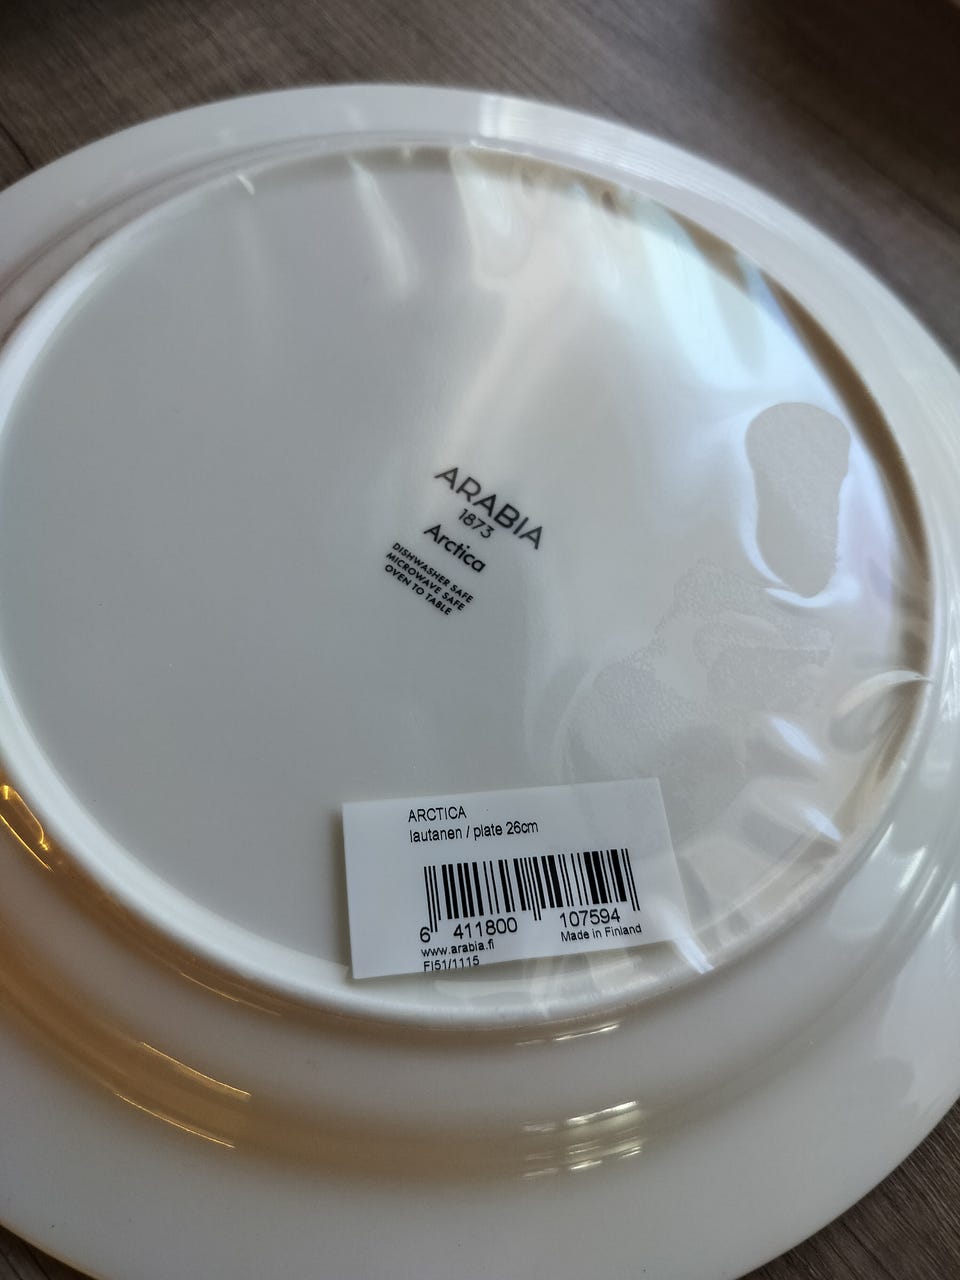 ARABIA
1873
Arctica
DISHWASHER SAFE
MICROWAVE SAFE
OVEN TO TABLE
ARCTICA
lautanen / plate 26cm
6 411800 107594
www.arabia.fi Made in Finland
FI51/1115